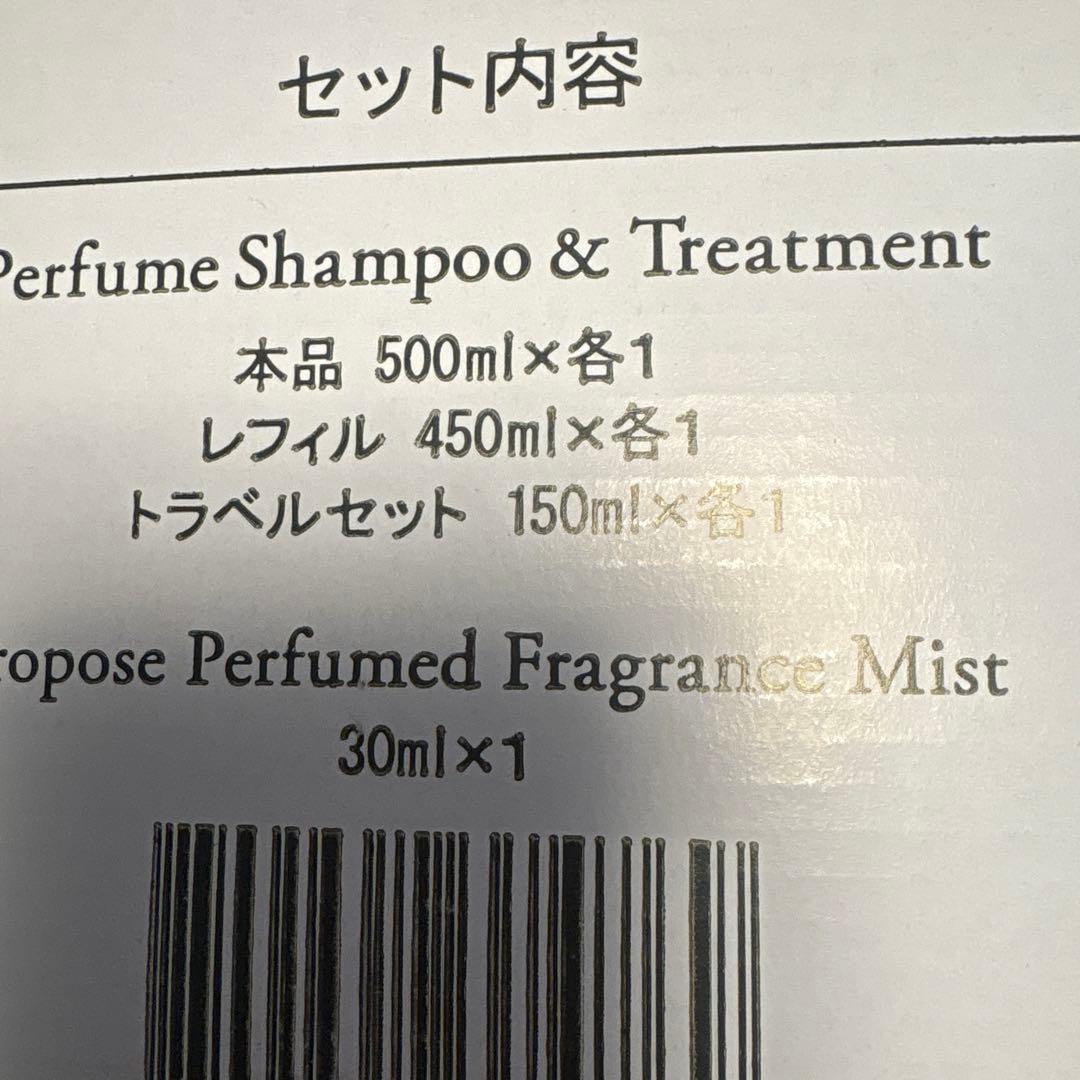 セット内容
Perfume Shampoo & Treatment
本品 500ml×各1
レフィル 450ml×各1
トラベルセット 150ml×各1
ropose Perfumed Fragrance Mist
30ml×1